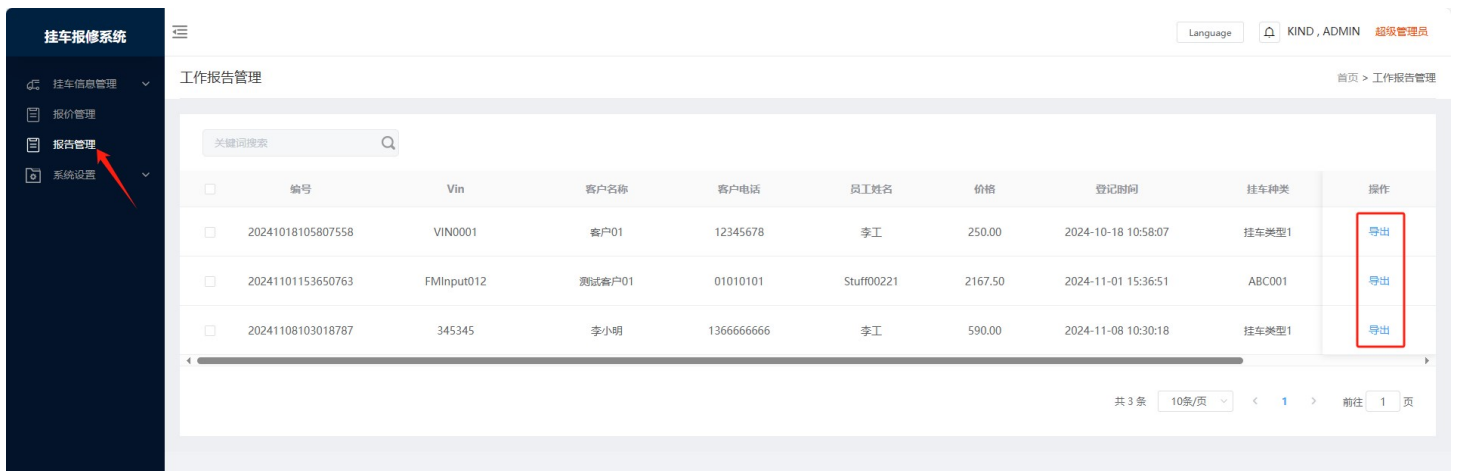 挂车报修系统
Language
KIND , ADMIN
超级管理员
挂车信息管理
报价管理
报告管理
系统设置
工作报告管理
首页 > 工作报告管理
关键词搜索
编号 Vin 客户名称 客户电话 员工姓名 价格 登记时间 挂车种类 操作
20241018105807558 VIN0001 客户01 12345678 李工 250.00 2024-10-18 10:58:07 挂车类型1 导出
20241101153650763 FMInput012 测试客户01 01010101 Stuff00221 2167.50 2024-11-01 15:36:51 ABC001 导出
20241108103018787 345345 李小明 1366666666 李工 590.00 2024-11-08 10:30:18 挂车类型1 导出
共 3 条 10条/页 < 1 > 前往 1 页